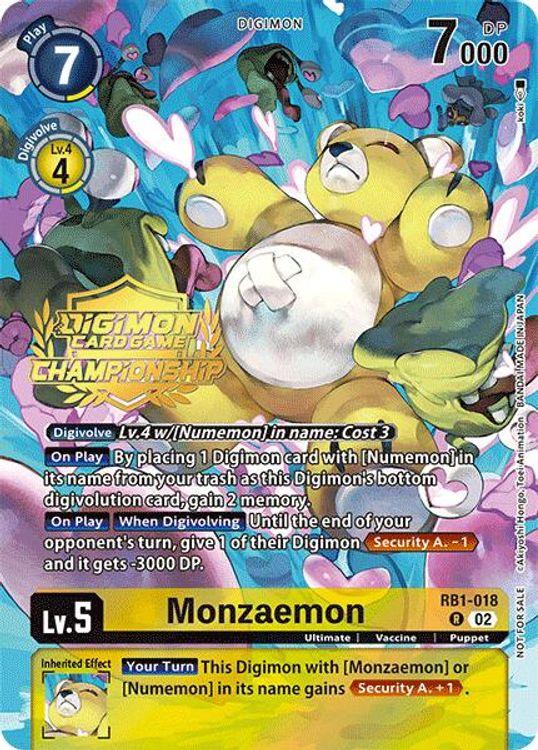 Play
7
DIGIMON
7000
DP
Digivolve
Lv.4
4
koki
DIGIMON
CARD GAME
CHAMPIONSHIP
Digivolve Lv.4 w/[Numemon] in name: Cost 3
On Play By placing 1 Digimon card with [Numemon] in
its name from your trash as this Digimon's bottom
digivolution card, gain 2 memory.
On Play When Digivolving Until the end of your
opponent's turn, give 1 of their Digimon Security A. -1
and it gets -3000 DP.
©Akiyoshi Hongo, Toei Animation BANDAI MADE IN JAPAN
NOT FOR SALE
Lv.5
Monzaemon
RB1-018
R 02
Ultimate | Vaccine | Puppet
Inherited Effect
Your Turn This Digimon with [Monzaemon] or
[Numemon] in its name gains Security A. +1 .